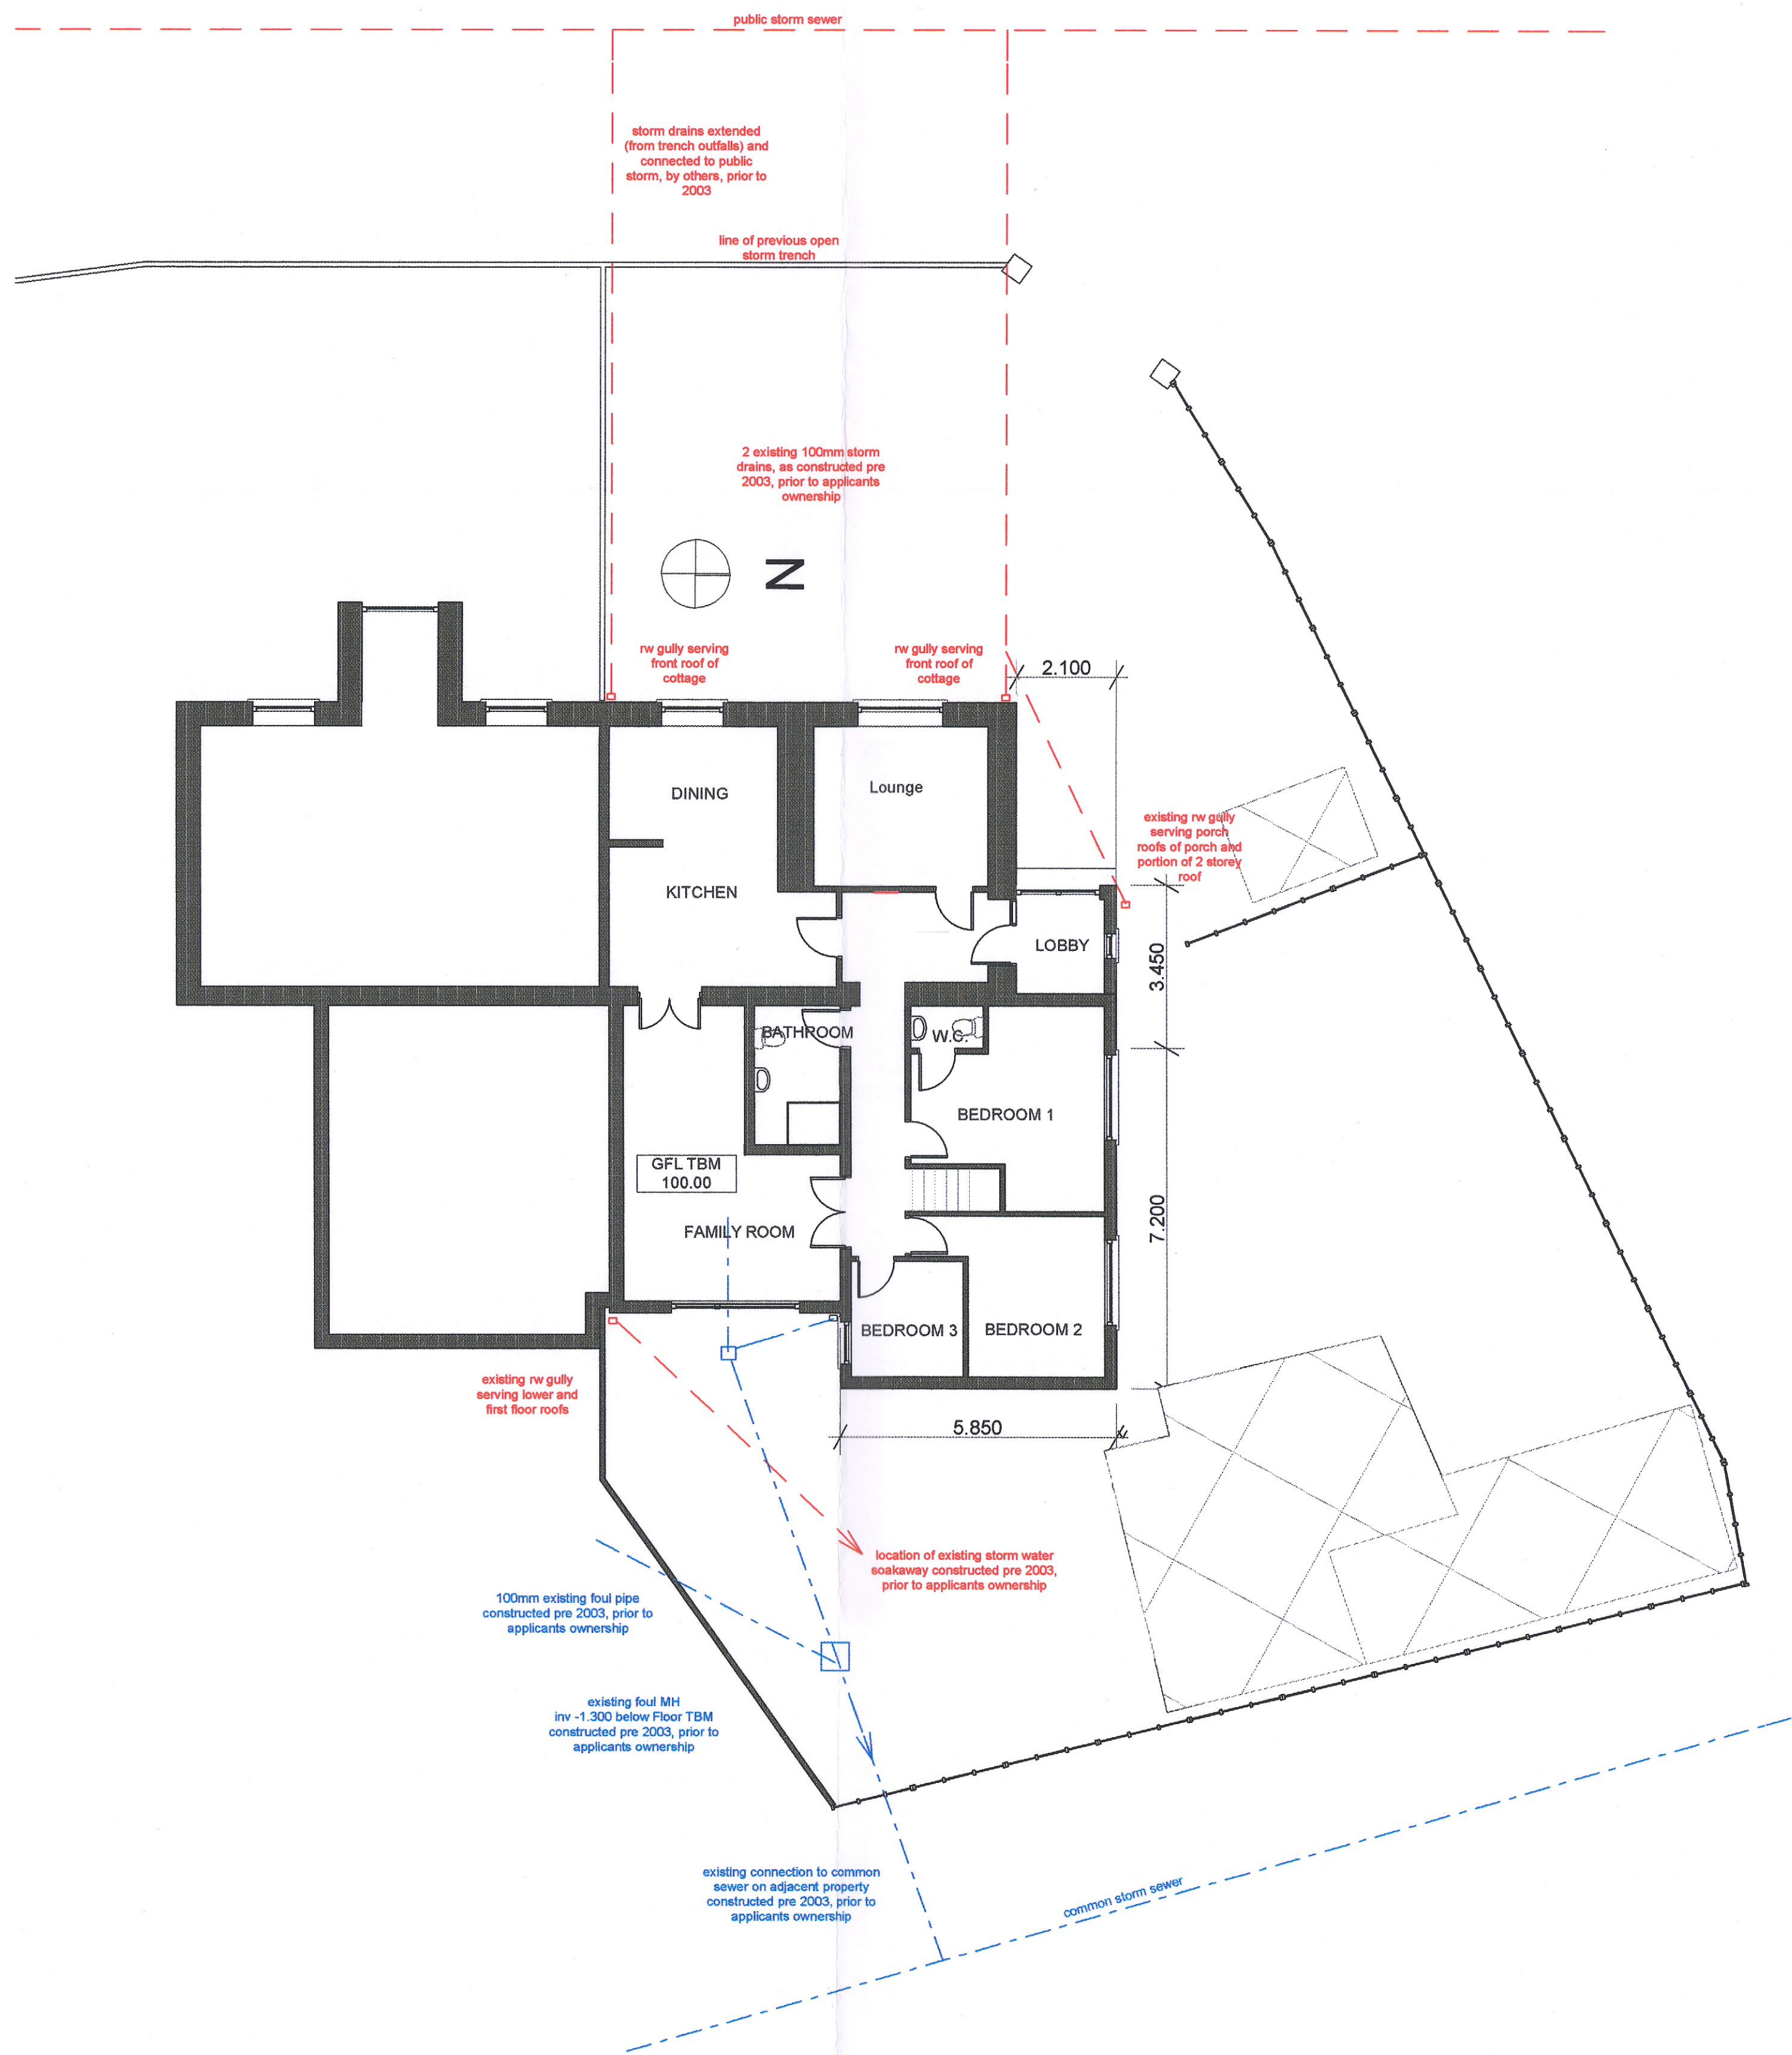 public storm sewer
storm drains extended
(from trench outfalls) and
connected to public
storm, by others, prior to
2003
line of previous open
storm trench
2 existing 100mm storm
drains, as constructed pre
2003, prior to applicants
ownership
N
rw gully serving
front roof of
cottage
rw gully serving
front roof of
cottage
2.100
DINING
Lounge
existing rw gully
serving porch
roofs of porch and
portion of 2 storey
roof
KITCHEN
LOBBY
3.450
BATHROOM
W.C.
BEDROOM 1
GFL TBM
100.00
FAMILY ROOM
7.200
BEDROOM 3
BEDROOM 2
existing rw gully
serving lower and
first floor roofs
5.850
location of existing storm water
soakaway constructed pre 2003,
prior to applicants ownership
100mm existing foul pipe
constructed pre 2003, prior to
applicants ownership
existing foul MH
inv -1.300 below Floor TBM
constructed pre 2003, prior to
applicants ownership
existing connection to common
sewer on adjacent property
constructed pre 2003, prior to
applicants ownership
common storm sewer